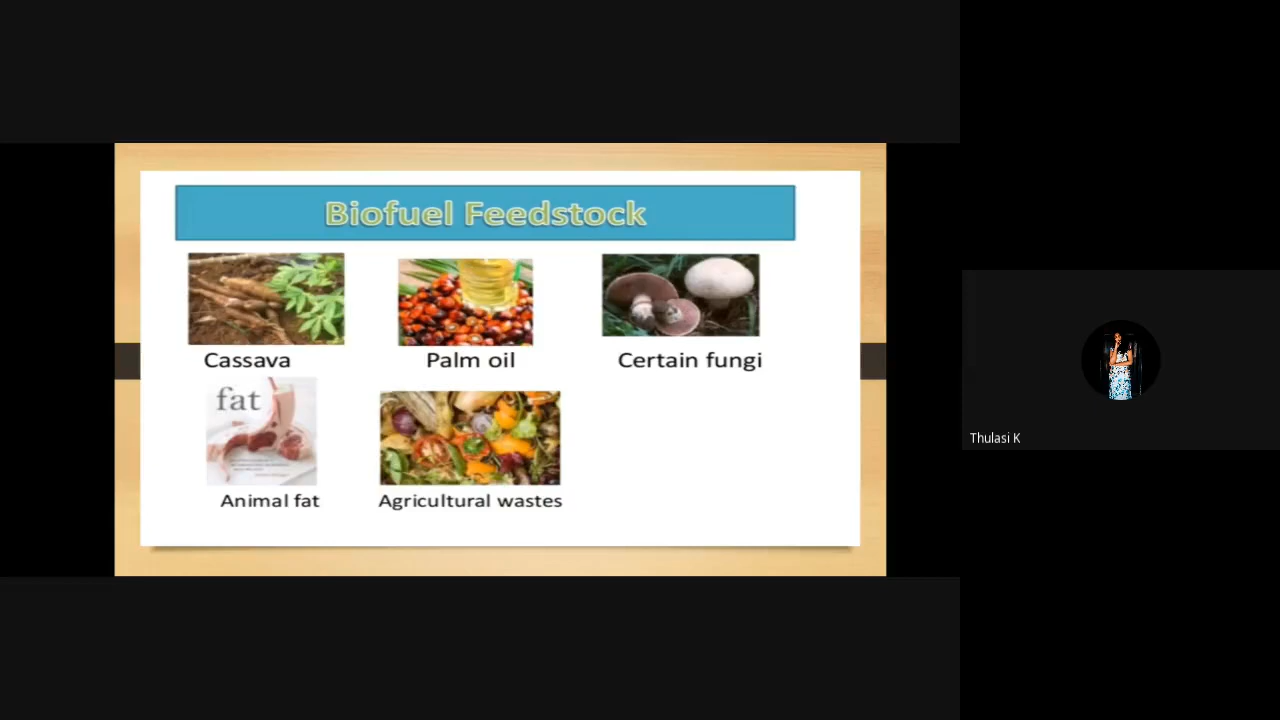 Biofuel Feedstock
Cassava
Palm oil
Certain fungi
fat
Animal fat
Agricultural wastes
Thulasi K